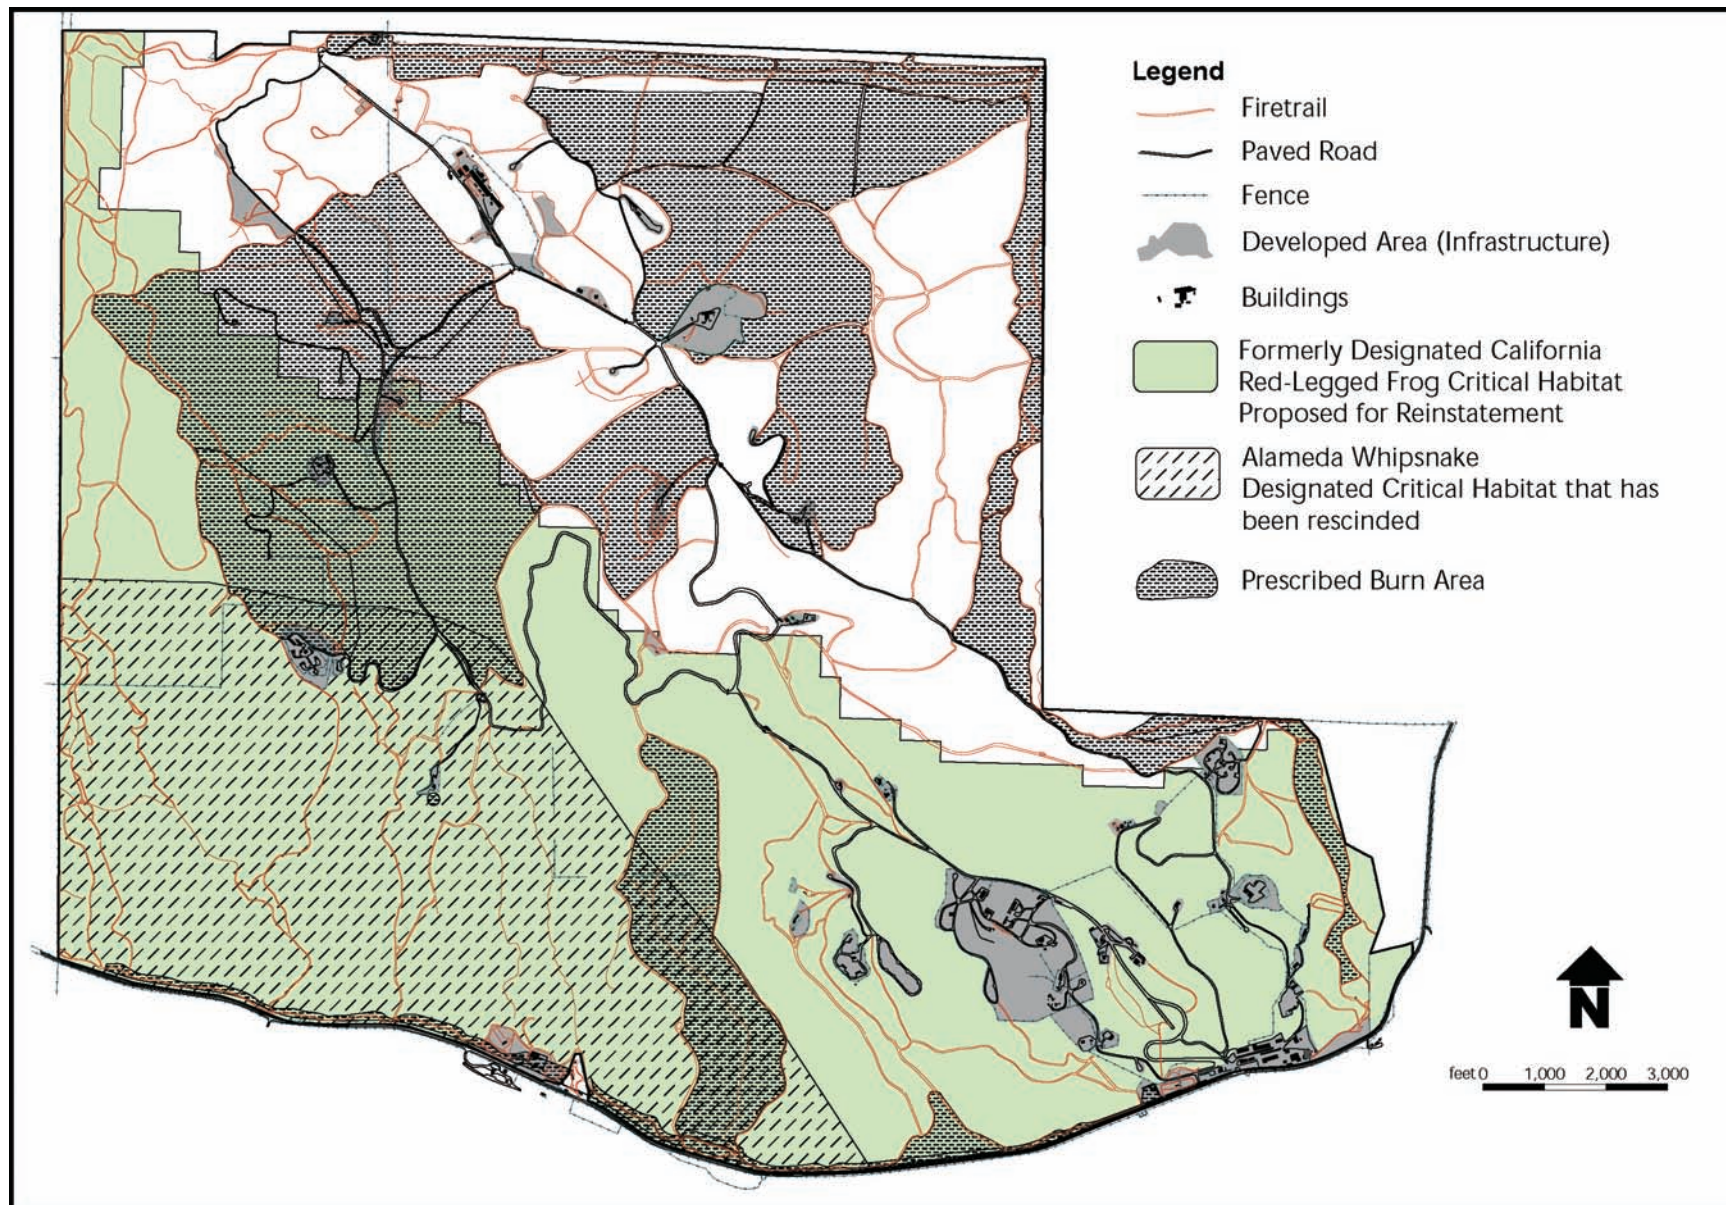 Legend
Firetrail
Paved Road
Fence
Developed Area (Infrastructure)
Buildings
Formerly Designated California
Red-Legged Frog Critical Habitat
Proposed for Reinstatement
Alameda Whipsnake
Designated Critical Habitat that has
been rescinded
Prescribed Burn Area
N
feet 0 1,000 2,000 3,000